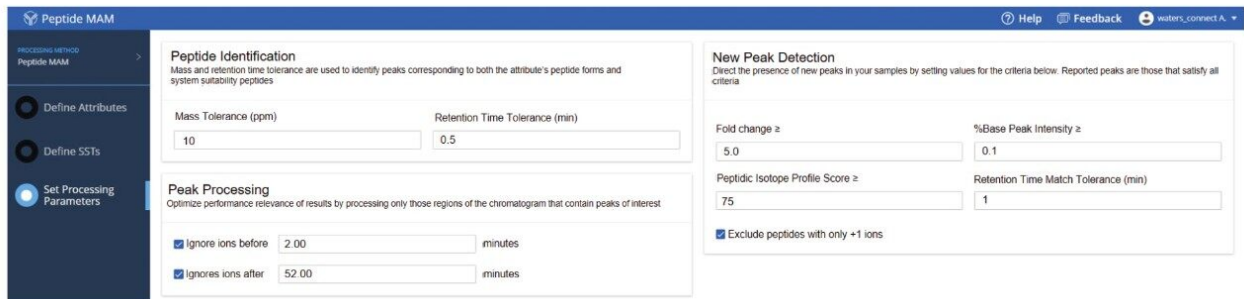 Peptide MAM
Help
Feedback
waters_connect A.
PROCESSING METHOD
Peptide MAM
Define Attributes
Define SSTs
Set Processing
Parameters
Peptide Identification
Mass and retention time tolerance are used to identify peaks corresponding to both the attribute's peptide forms and
system suitability peptides
Mass Tolerance (ppm)
Retention Time Tolerance (min)
10
0.5
Peak Processing
Optimize performance relevance of results by processing only those regions of the chromatogram that contain peaks of interest
Ignore ions before
2.00
minutes
Ignores ions after
52.00
minutes
New Peak Detection
Direct the presence of new peaks in your samples by setting values for the criteria below. Reported peaks are those that satisfy all
criteria
Fold change ≥
%Base Peak Intensity ≥
5.0
0.1
Peptidic Isotope Profile Score ≥
Retention Time Match Tolerance (min)
75
1
Exclude peptides with only +1 ions